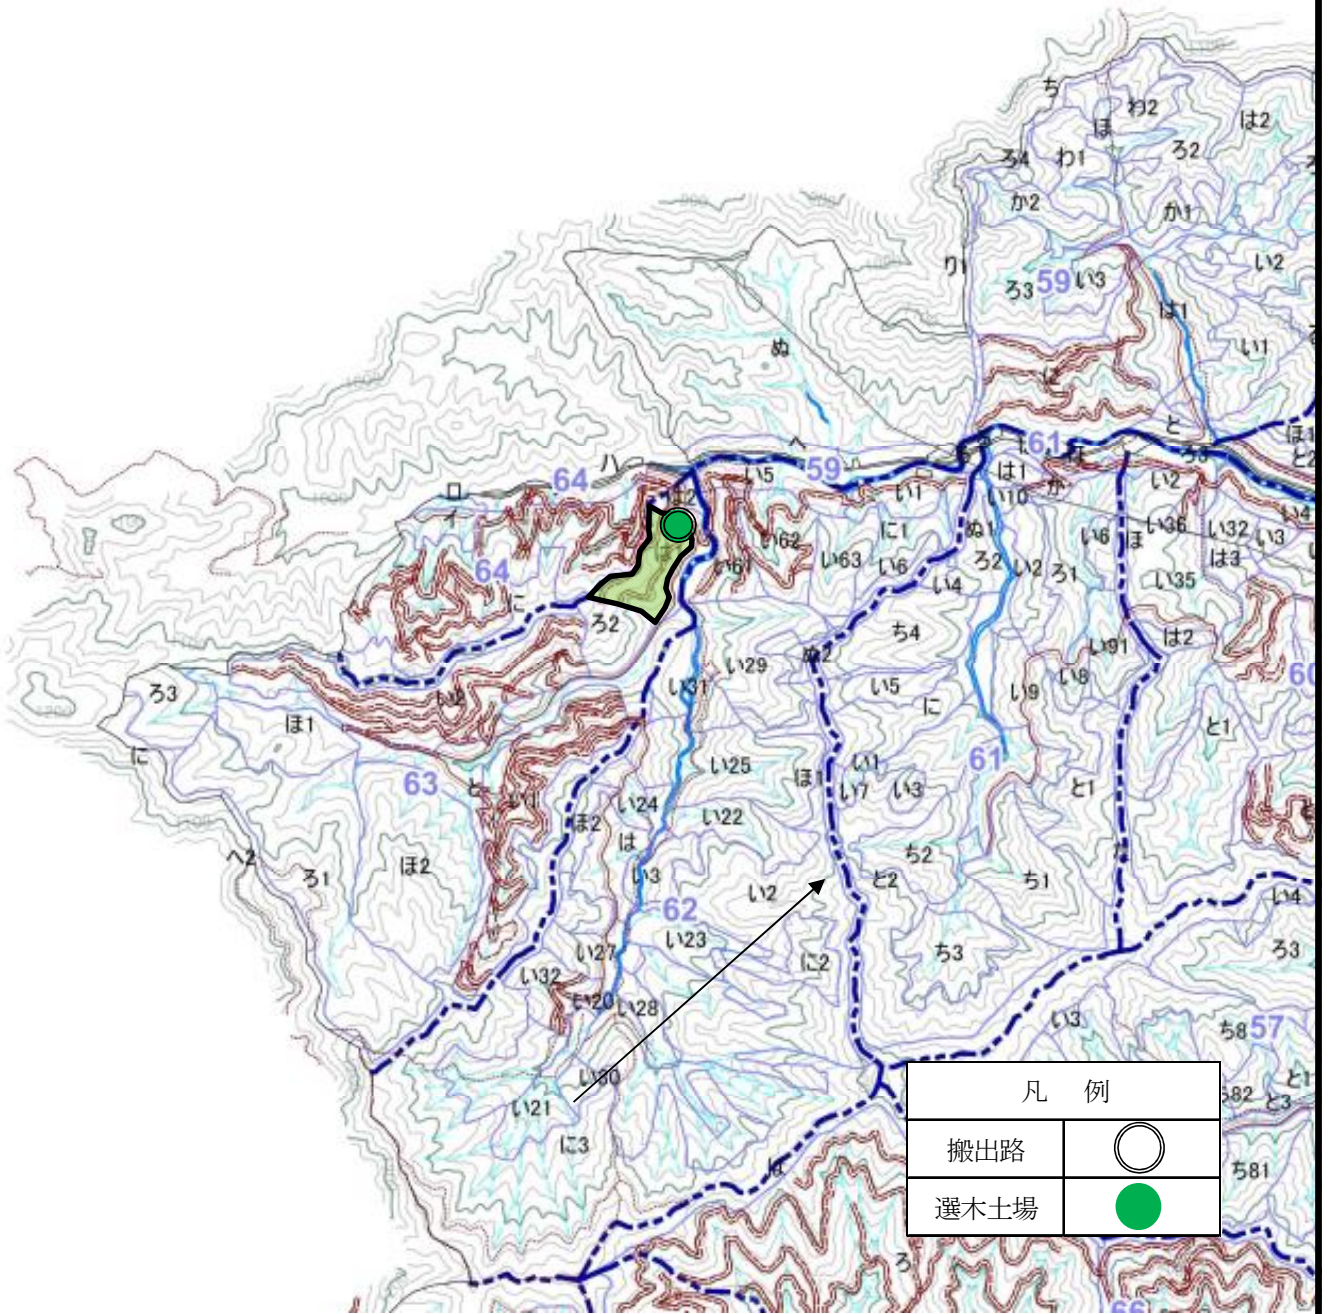 ち
わ2
ほ
は2
ろ4
わ1
ろ2
か2
か1
り1
い2
ろ3
59
い3
は1
い1
ぬ
と
へ
61
ほ1
ハ
59
は1
い2
64
ロ
い5
は2
い1
い10
か
い4
イ
い62
に1
ぬ1
い6
ほ
い36
い32
い3
64
い61
い63
い6
ろ2
い2
ろ1
は3
い35
に
い4
ろ2
ち4
い91
は2
い29
ぬ2
い8
60
ろ3
い31
い5
に
い9
ほ1
と1
に
い25
い1
61
63
と
ほ1
い7
い3
と1
い24
い22
ほ2
は
ち2
へ2
ろ1
ほ2
い3
い2
と2
ち1
い4
62
い23
い27
に2
ち3
ろ3
い32
い20
い28
い3
ち8
57
い30
い21
凡 例
と1
と3
に3
搬出路
ち81
選木土場
ろ
66